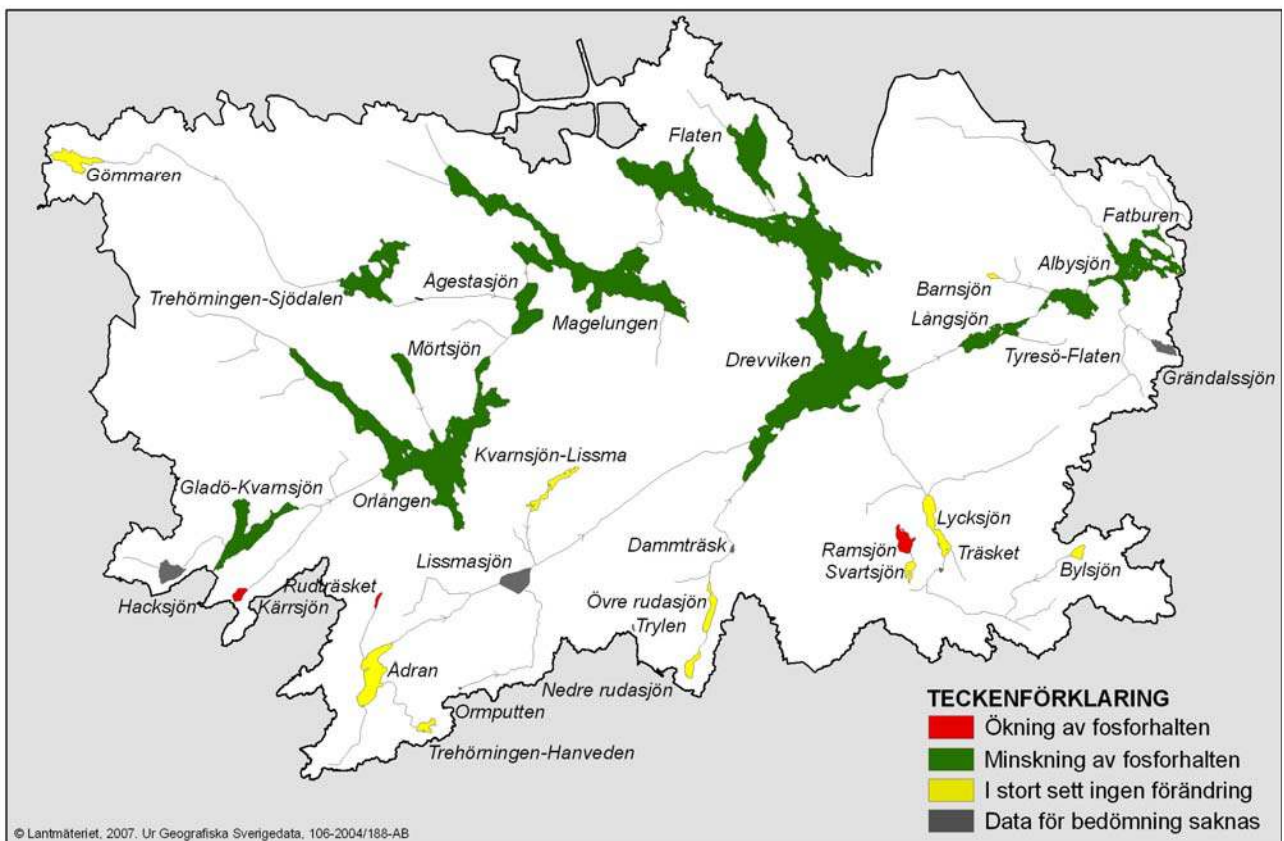 Flaten
Gömmaren
Fatburen
Albysjön
Ågestasjön
Barnsjön
Trehörningen-Sjödalen
Långsjön
Magelungen
Mörtsjön
Drevviken
Tyresö-Flaten
Grändalssjön
Kvarnsjön-Lissma
Gladö-Kvarnsjön
Orlången
Lycksjön
Dammträsk
Ramsjön
Träsket
Lissmasjön
Svartsjön
Bylsjön
Rudträsket
Hacksjön
Kärrsjön
Övre rudasjön
Trylen
Ådran
Nedre rudasjön
Ormputten
Trehörningen-Hanveden
TECKENFÖRKLARING
Ökning av fosforhalten
Minskning av fosforhalten
I stort sett ingen förändring
Data för bedömning saknas
© Lantmäteriet, 2007. Ur Geografiska Sverigedata, 106-2004/188-AB